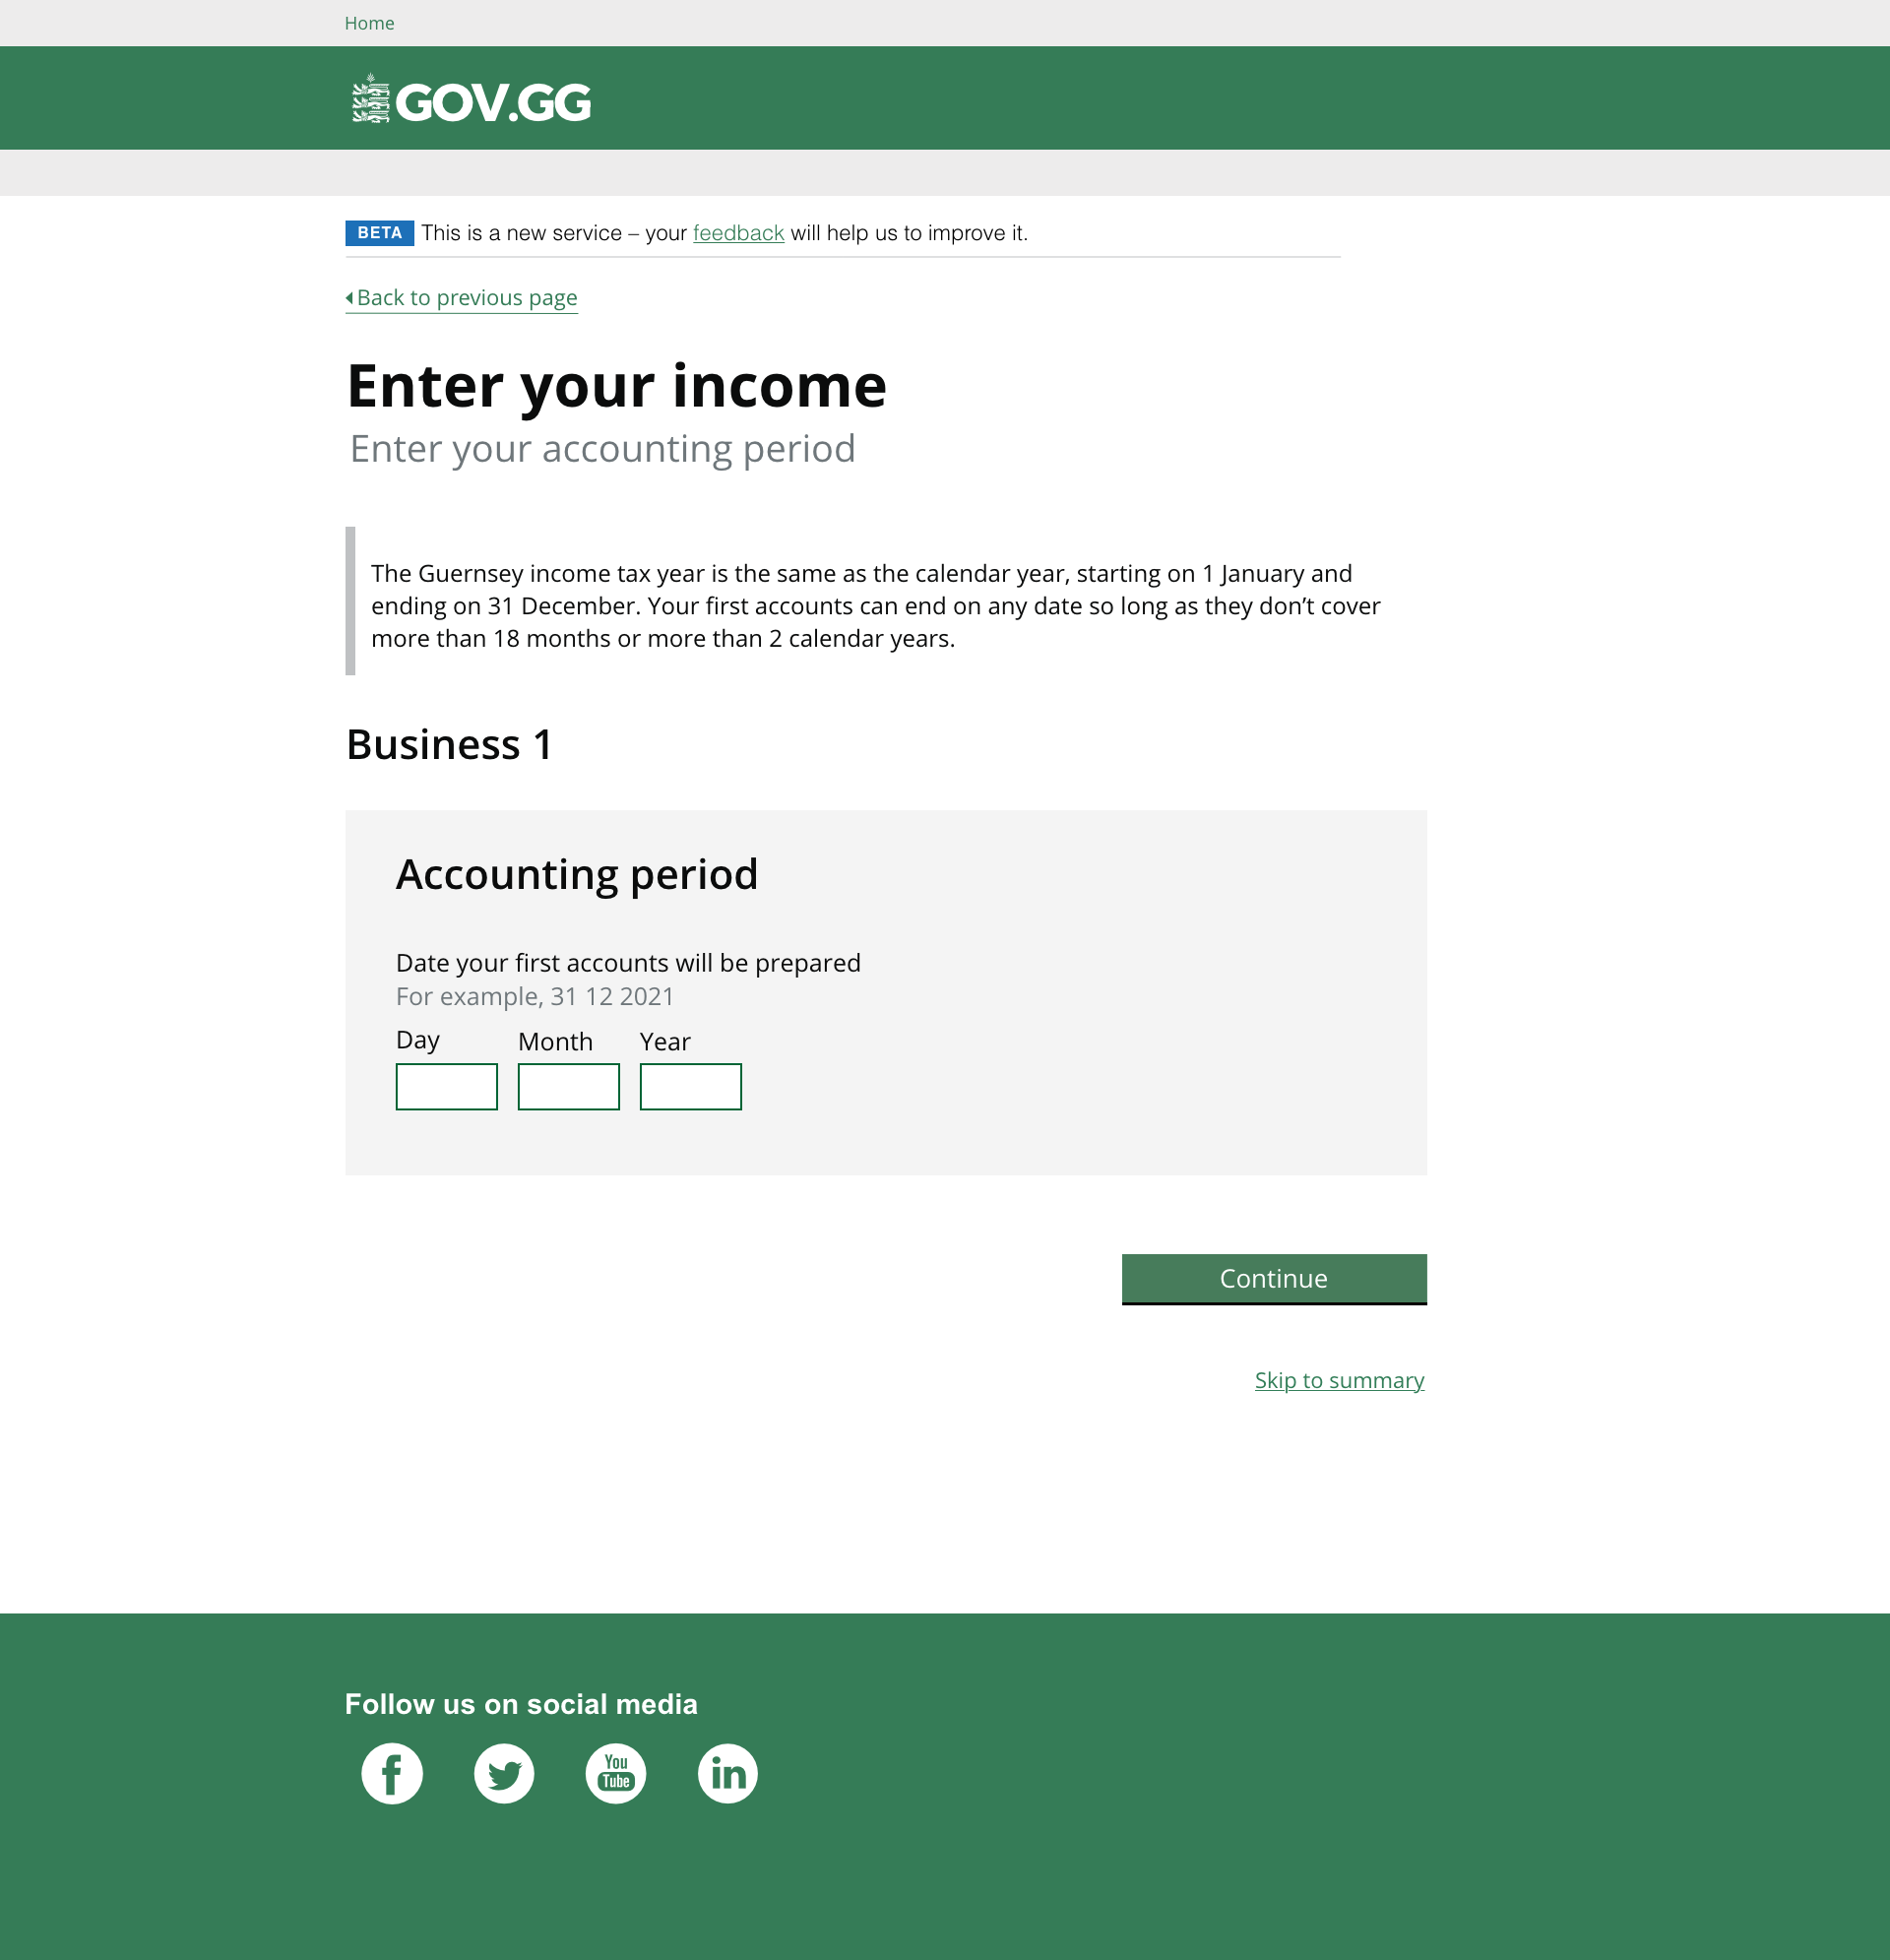 Home
GOV.GG
BETA This is a new service – your feedback will help us to improve it.
Back to previous page
Enter your income
Enter your accounting period
The Guernsey income tax year is the same as the calendar year, starting on 1 January and
ending on 31 December. Your first accounts can end on any date so long as they don’t cover
more than 18 months or more than 2 calendar years.
Business 1
Accounting period
Date your first accounts will be prepared
For example, 31 12 2021
Day Month Year
Continue
Skip to summary
Follow us on social media
f You Tube in